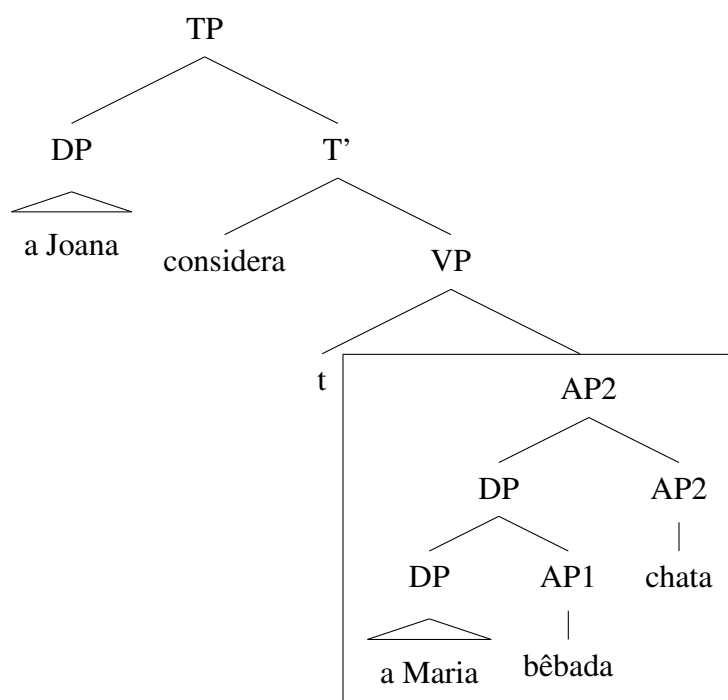 TP
DP T’
a Joana considera VP
t AP2
DP AP2
DP AP1 chata
a Maria bêbada